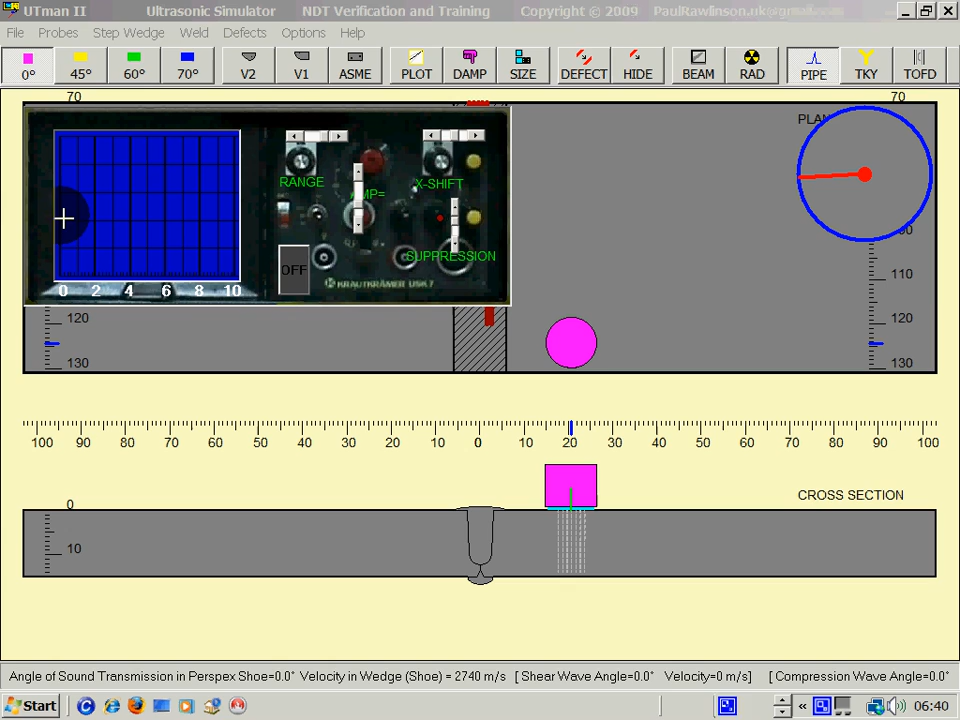 UTman II Ultrasonic Simulator NDT Verification and Training Copyright © 2009
File Probes Step Wedge Weld Defects Options Help
0° 45° 60° 70° V2 V1 ASME PLOT DAMP SIZE DEFECT HIDE BEAM RAD PIPE TKY TOFD
70 70
PLAN
RANGE X-SHIFT
AMP=
SUPPRESSION
OFF
KRAUTKRÄMER USK7
0 2 4 6 8 10
110
120 120
130 130
100 90 80 70 60 50 40 30 20 10 0 10 20 30 40 50 60 70 80 90 100
CROSS SECTION
0
10
Angle of Sound Transmission in Perspex Shoe=0.0° Velocity in Wedge (Shoe) = 2740 m/s [ Shear Wave Angle=0.0° Velocity=0 m/s] [ Compression Wave Angle=0.0°
Start « 06:40